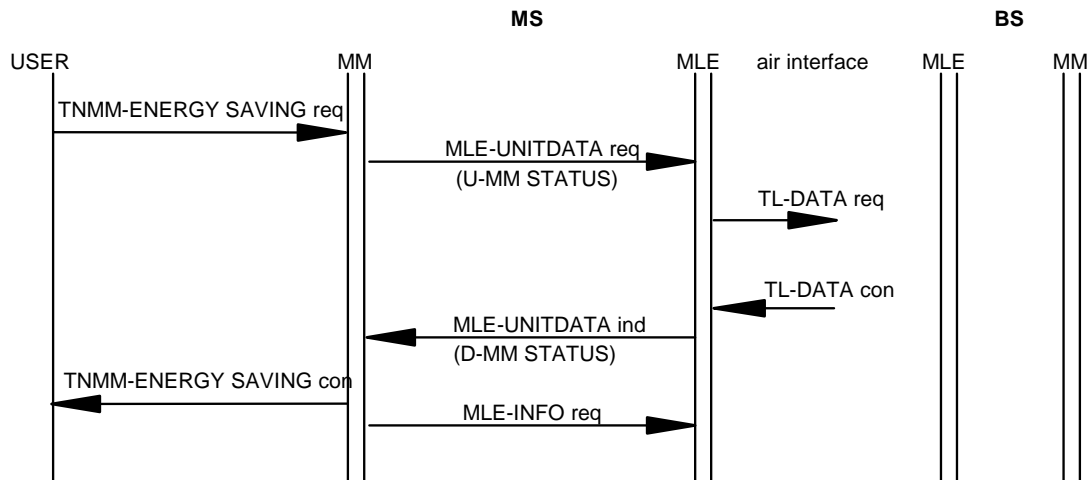 MS
BS
USER
MM
MLE
air interface
MLE
MM
TNMM-ENERGY SAVING req
MLE-UNITDATA req
(U-MM STATUS)
TL-DATA req
TL-DATA con
MLE-UNITDATA ind
(D-MM STATUS)
TNMM-ENERGY SAVING con
MLE-INFO req